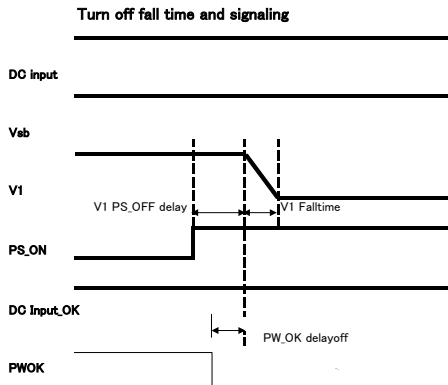 Turn off fall time and signaling
DC input
Vsb
V1
V1 PS_OFF delay
V1 Falltime
PS_ON
DC Input_OK
PW_OK delayoff
PWOK